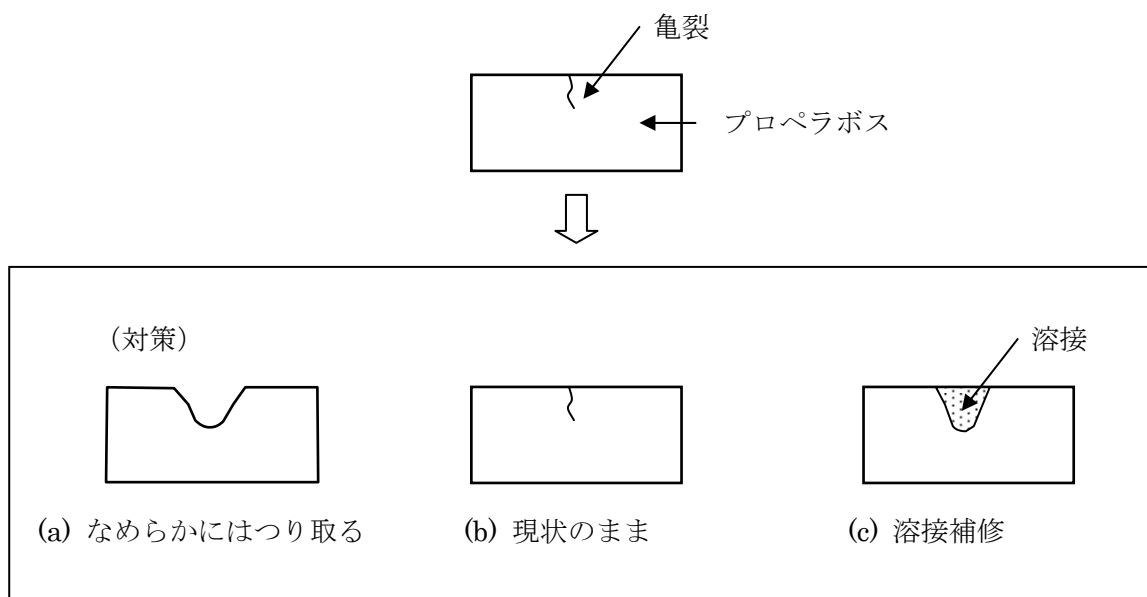 亀裂
プロペラボス
(対策)
溶接
(a) なめらかにはつり取る
(b) 現状のまま
(c) 溶接補修